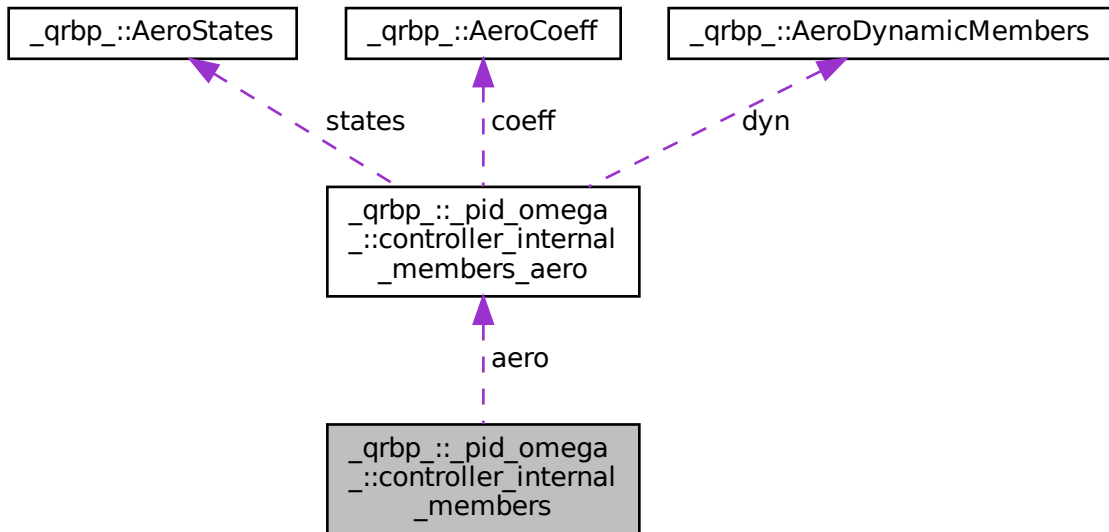 _qrbp_::AeroStates
_qrbp_::AeroCoeff
_qrbp_::AeroDynamicMembers
states
coeff
dyn
_qrbp_::_pid_omega
_::controller_internal
_members_aero
aero
_qrbp_::_pid_omega
_::controller_internal
_members